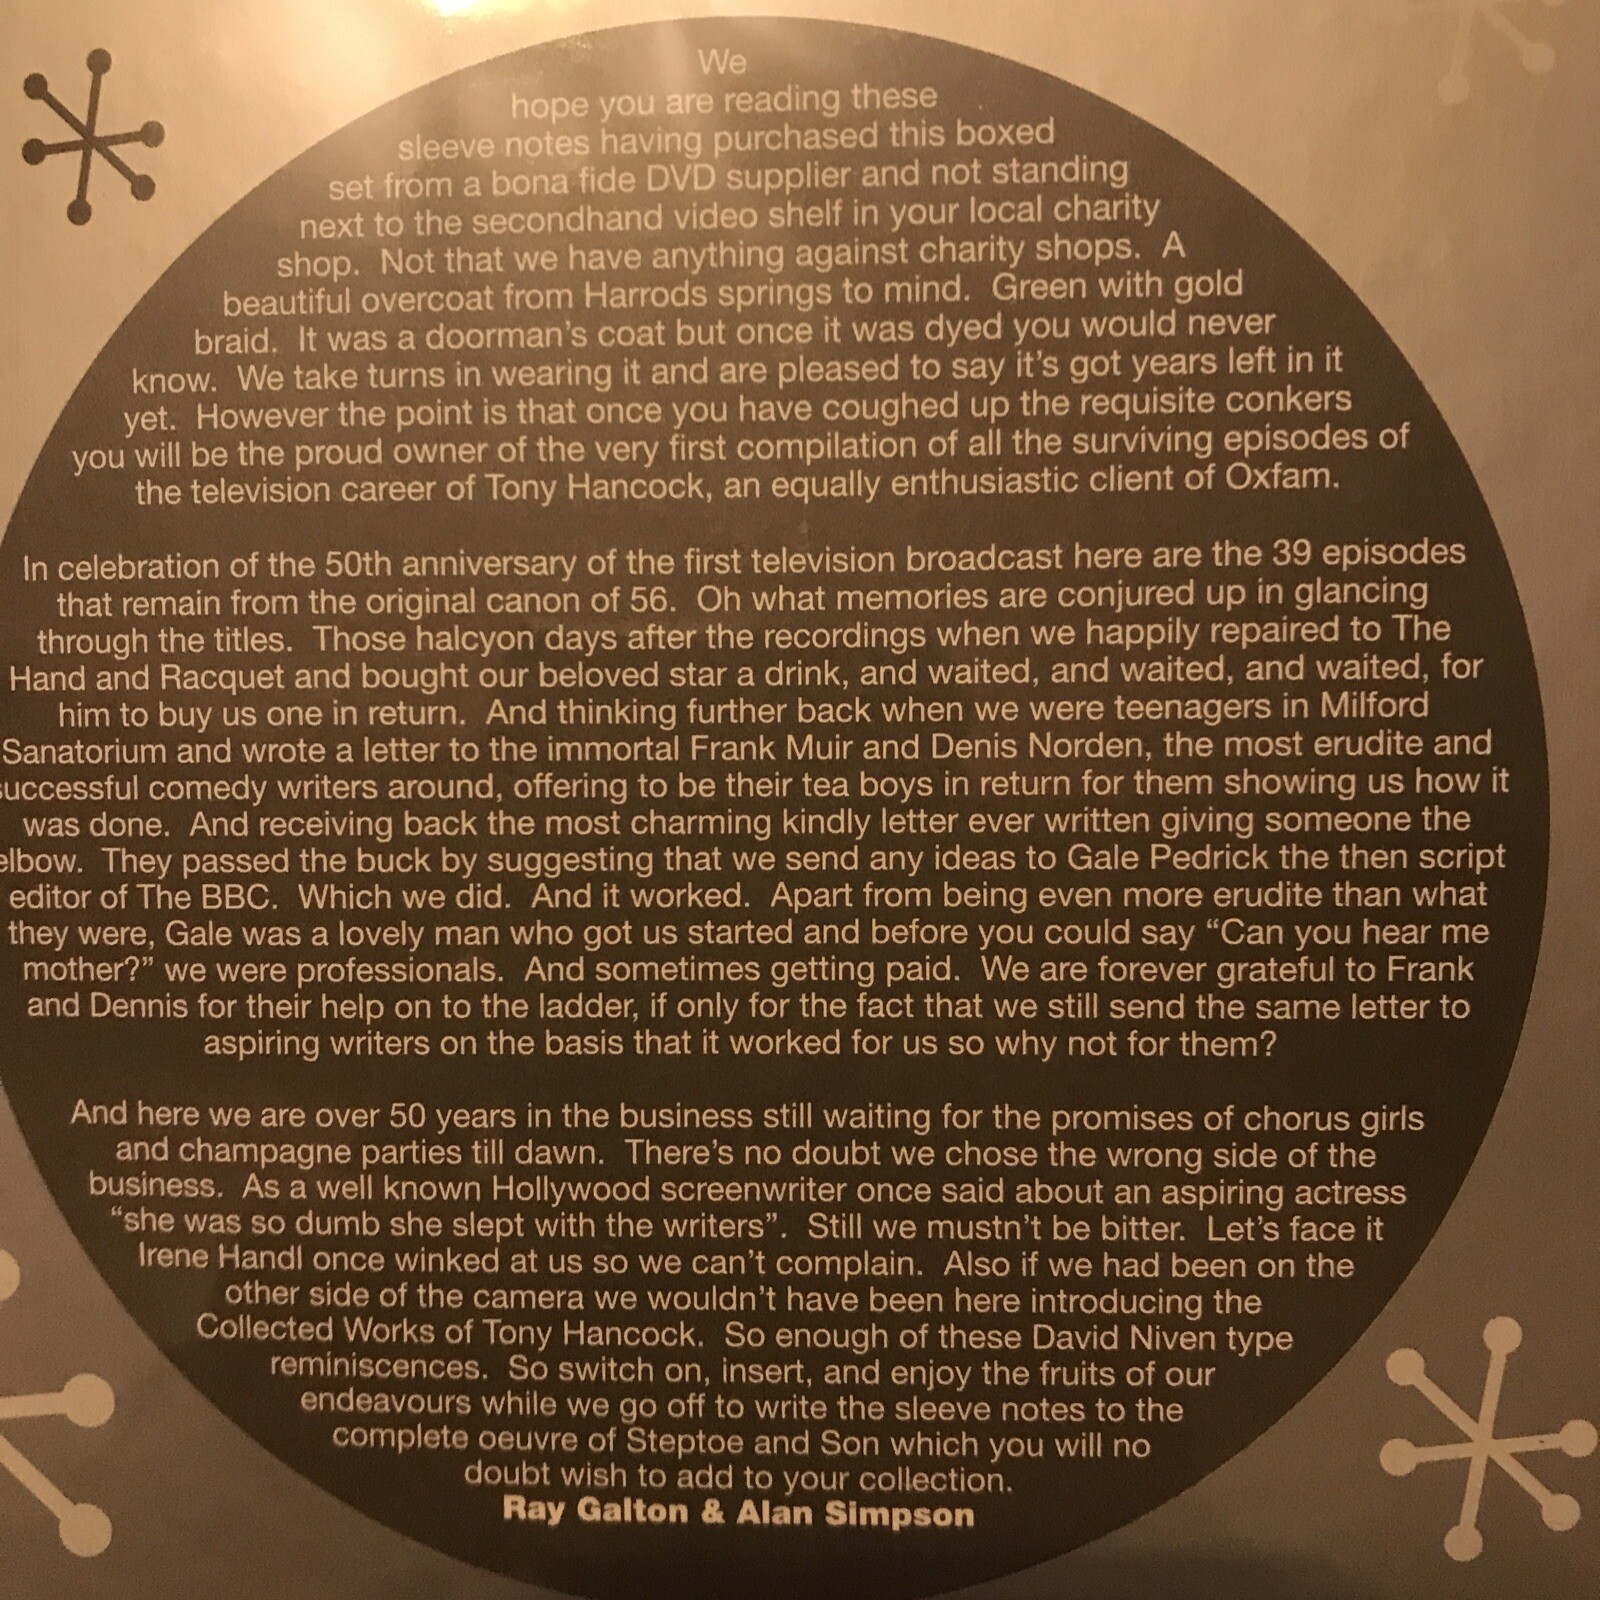 We
hope you are reading these
sleeve notes having purchased this boxed
set from a bona fide DVD supplier and not standing
next to the secondhand video shelf in your local charity
shop. Not that we have anything against charity shops. A
beautiful overcoat from Harrods springs to mind. Green with gold
braid. It was a doorman's coat but once it was dyed you would never
know. We take turns in wearing it and are pleased to say it's got years left in it
yet. However the point is that once you have coughed up the requisite conkers
you will be the proud owner of the very first compilation of all the surviving episodes of
the television career of Tony Hancock, an equally enthusiastic client of Oxfam.
In celebration of the 50th anniversary of the first television broadcast here are the 39 episodes
that remain from the original canon of 56. Oh what memories are conjured up in glancing
through the titles. Those halcyon days after the recordings when we happily repaired to The
Hand and Racquet and bought our beloved star a drink, and waited, and waited, and waited, for
him to buy us one in return. And thinking further back when we were teenagers in Milford
Sanatorium and wrote a letter to the immortal Frank Muir and Denis Norden, the most erudite and
successful comedy writers around, offering to be their tea boys in return for them showing us how it
was done. And receiving back the most charming kindly letter ever written giving someone the
elbow. They passed the buck by suggesting that we send any ideas to Gale Pedrick the then script
editor of The BBC. Which we did. And it worked. Apart from being even more erudite than what
they were, Gale was a lovely man who got us started and before you could say “Can you hear me
mother?” we were professionals. And sometimes getting paid. We are forever grateful to Frank
and Dennis for their help on to the ladder, if only for the fact that we still send the same letter to
aspiring writers on the basis that it worked for us so why not for them?
And here we are over 50 years in the business still waiting for the promises of chorus girls
and champagne parties till dawn. There's no doubt we chose the wrong side of the
business. As a well known Hollywood screenwriter once said about an aspiring actress
“she was so dumb she slept with the writers”. Still we mustn't be bitter. Let's face it
Irene Handl once winked at us so we can't complain. Also if we had been on the
other side of the camera we wouldn't have been here introducing the
Collected Works of Tony Hancock. So enough of these David Niven type
reminiscences. So switch on, insert, and enjoy the fruits of our
endeavours while we go off to write the sleeve notes to the
complete oeuvre of Steptoe and Son which you will no
doubt wish to add to your collection.
Ray Galton & Alan Simpson